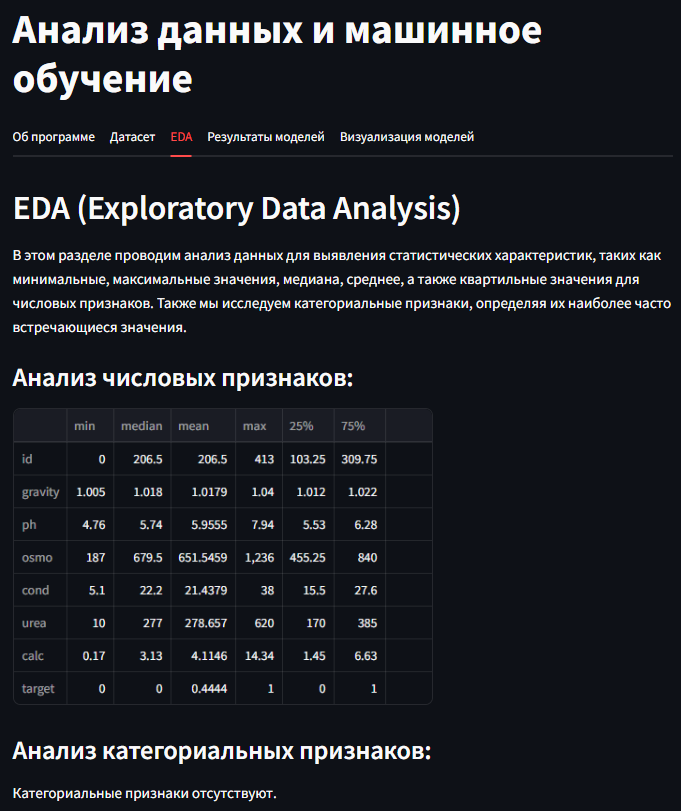 Анализ данных и машинное
обучение
Об программе Датасет EDA Результаты моделей Визуализация моделей
EDA (Exploratory Data Analysis)
В этом разделе проводим анализ данных для выявления статистических характеристик, таких как
минимальные, максимальные значения, медиана, среднее, а также квартильные значения для
числовых признаков. Также мы исследуем категориальные признаки, определяя их наиболее часто
встречающиеся значения.
Анализ числовых признаков:
min median mean max 25% 75%
id 0 206.5 206.5 413 103.25 309.75
gravity 1.005 1.018 1.0179 1.04 1.012 1.022
ph 4.76 5.74 5.9555 7.94 5.53 6.28
osmo 187 679.5 651.5459 1,236 455.25 840
cond 5.1 22.2 21.4379 38 15.5 27.6
urea 10 277 278.657 620 170 385
calc 0.17 3.13 4.1146 14.34 1.45 6.63
target 0 0 0.4444 1 0 1
Анализ категориальных признаков:
Категориальные признаки отсутствуют.